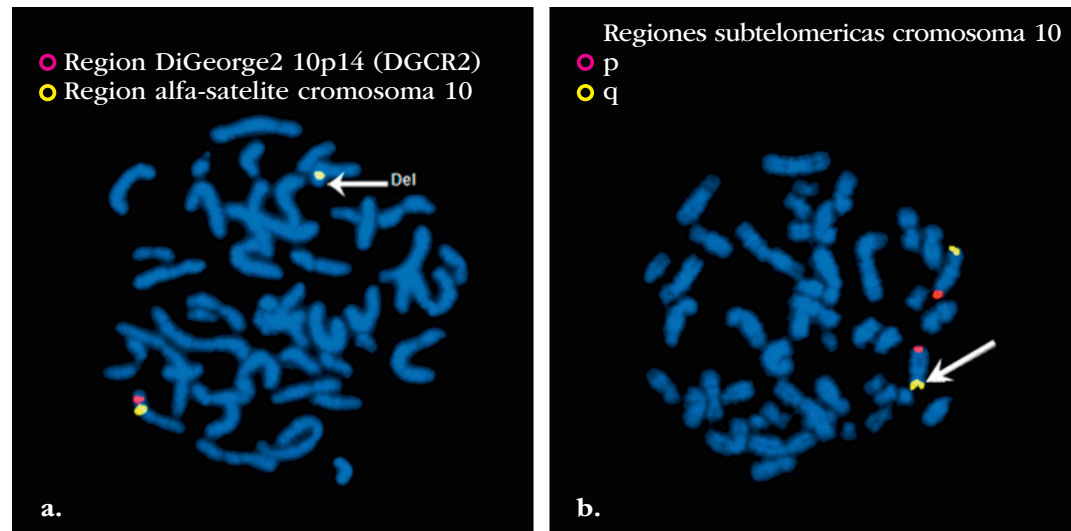 Region DiGeorge2 10p14 (DGCR2)
Region alfa-satelite cromosoma 10
Del
a.
Regiones subtelomericas cromosoma 10
p
q
b.